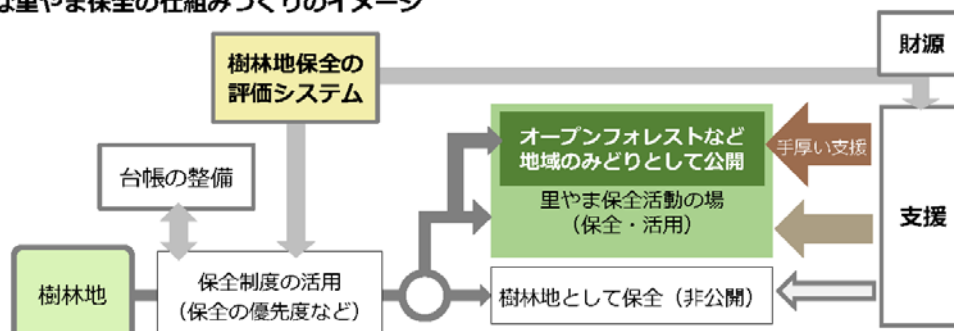 な里やま保全の仕組みづくりのイメージ
財源
樹林地保全の
評価システム
オープンフォレストなど
地域のみどりとして公開
手厚い支援
台帳の整備
里やま保全活動の場
(保全・活用)
支援
樹林地
保全制度の活用
(保全の優先度など)
樹林地として保全(非公開)